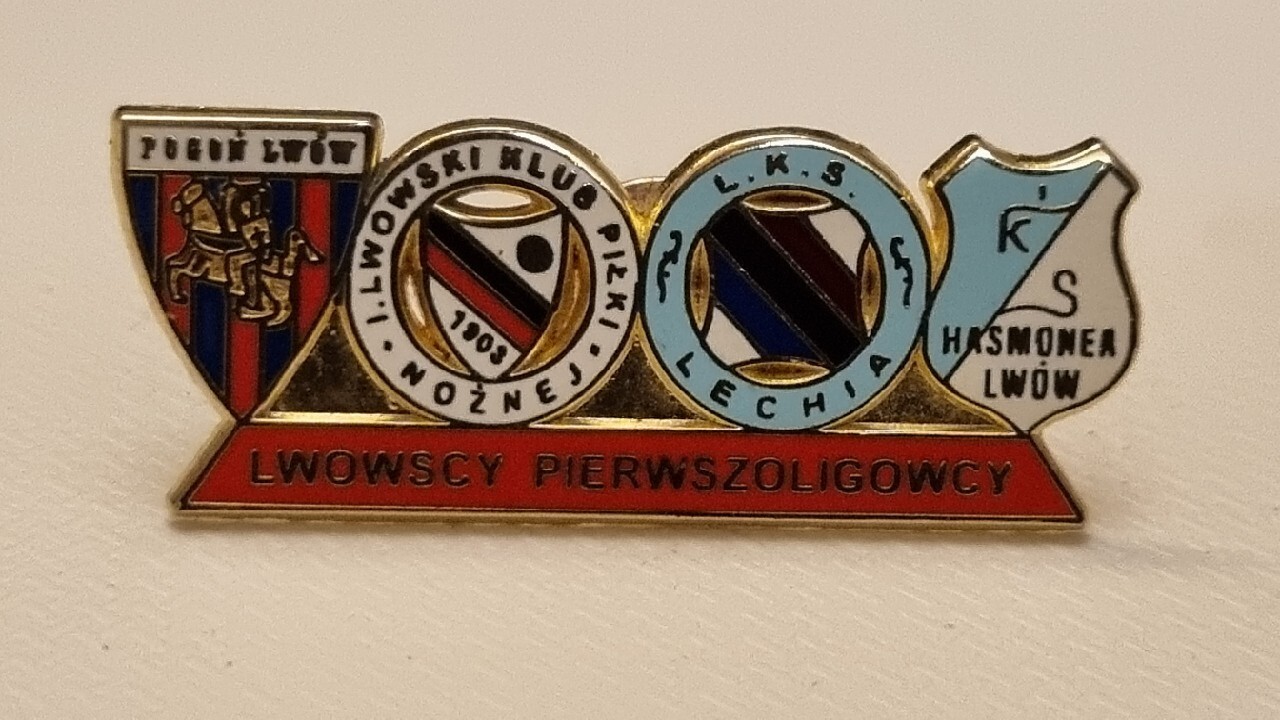 POGOŃ LWÓW
I. LWOWSKI KLUB PIŁKI
NOŻNEJ
1903
L.K.S.
LECHIA
K
S
HASMONEA
LWÓW
LWOWSCY PIERWSZOLIGOWCY